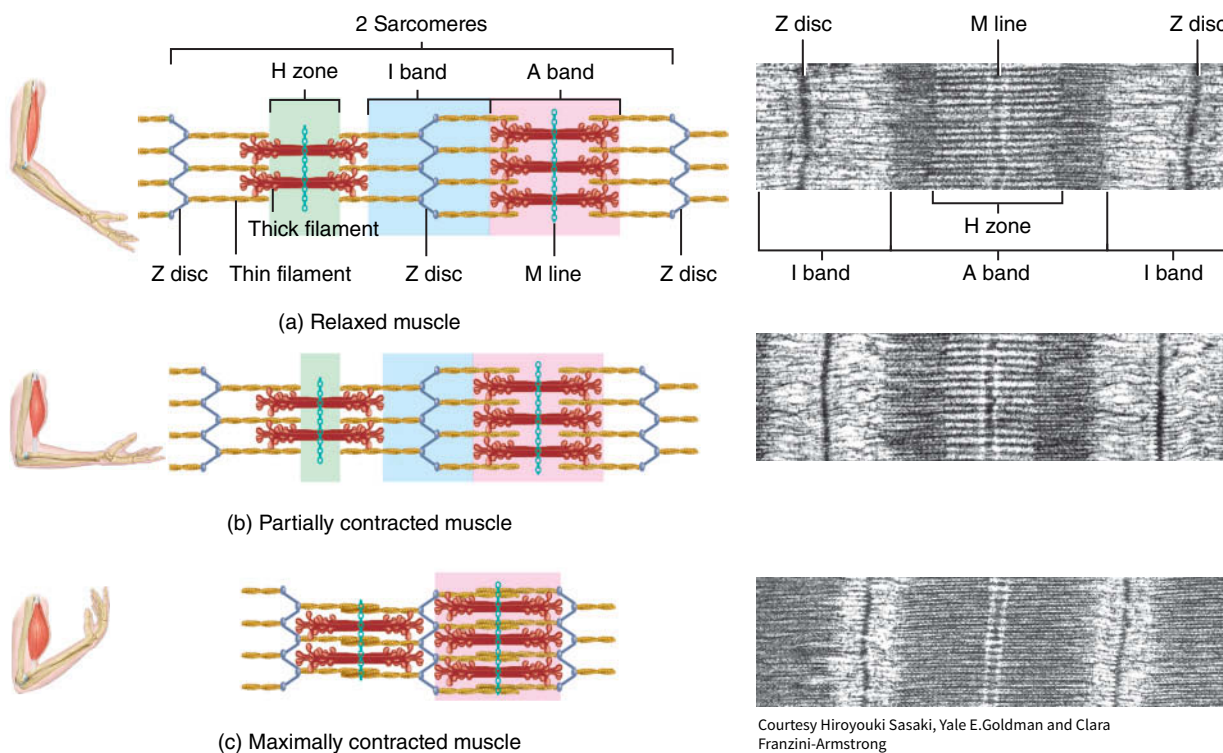 2 Sarcomeres
H zone
I band
A band
Thick filament
Z disc
Thin filament
Z disc
M line
Z disc
(a) Relaxed muscle
Z disc
M line
Z disc
H zone
I band
A band
I band
(b) Partially contracted muscle
(c) Maximally contracted muscle
Courtesy Hiroyouki Sasaki, Yale E.Goldman and Clara
Franzini-Armstrong